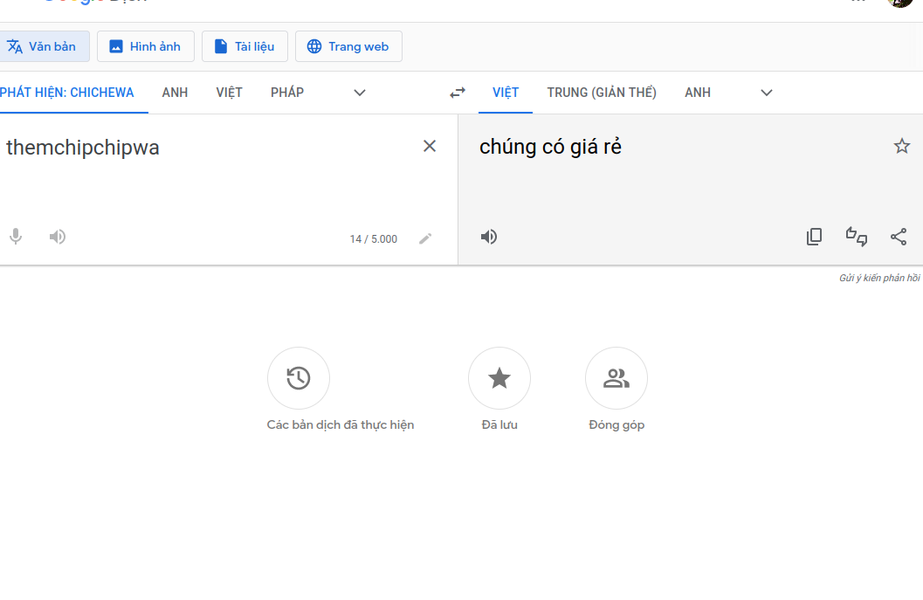 Văn bản Hình ảnh Tài liệu Trang web
PHÁT HIỆN: CHICHEWA ANH VIỆT PHÁP VIỆT TRUNG (GIẢN THỂ) ANH
themchipchipwa
chúng có giá rẻ
14 / 5.000
Gửi ý kiến phản hồi
Các bản dịch đã thực hiện Đã lưu Đóng góp